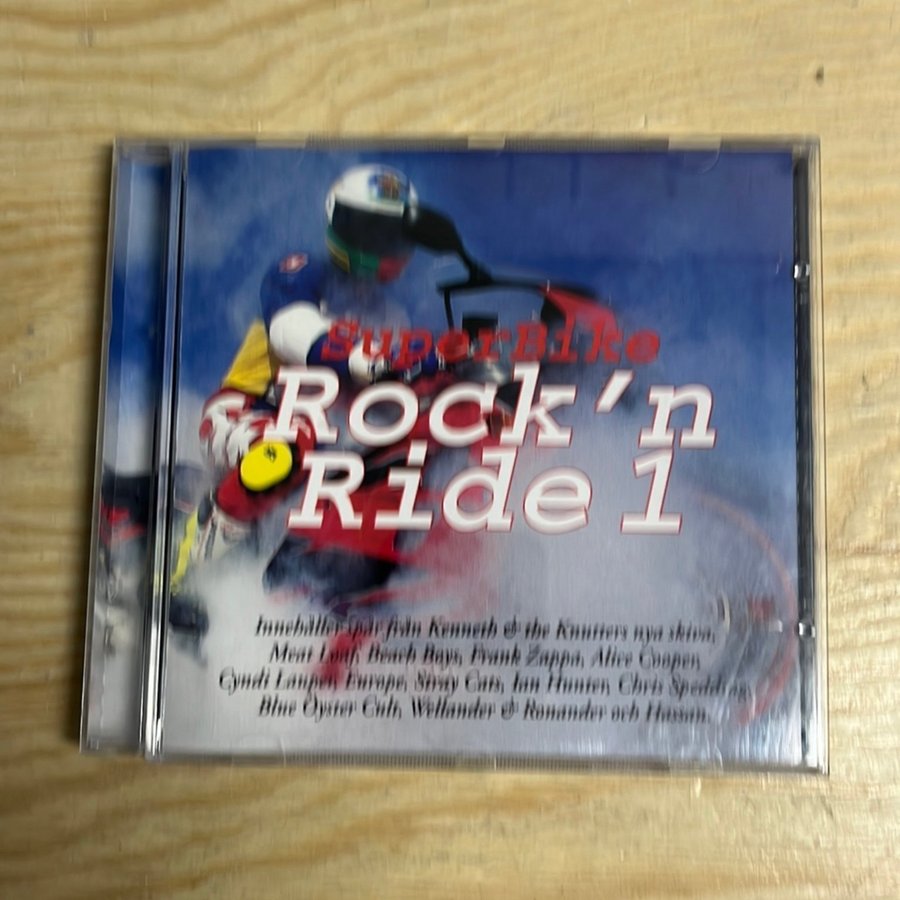 SuperBike
Rock'n
Ride 1
Innehåller spår från Kenneth & the Knutters nya skiva,
Meat Loaf, Beach Boys, Frank Zappa, Alice Cooper,
Cyndi Lauper, Europe, Stray Cats, Ian Hunter, Chris Spedding,
Blue Öyster Cult, Wellander & Ronander och Hassan.